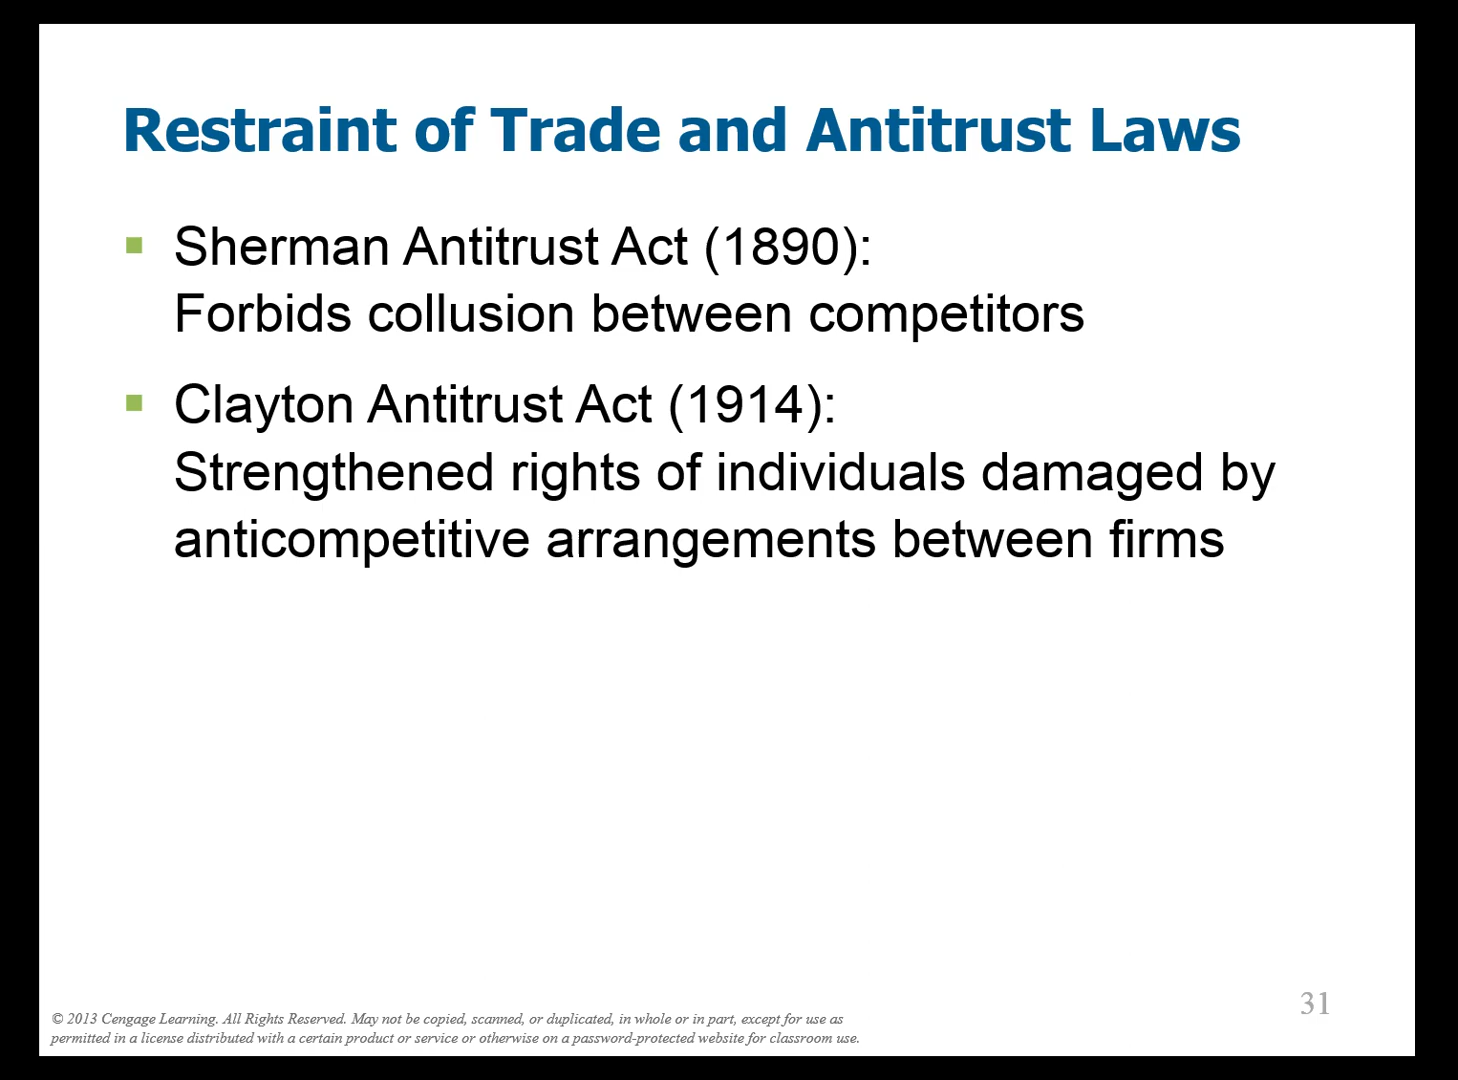 Restraint of Trade and Antitrust Laws
Sherman Antitrust Act (1890):
Forbids collusion between competitors
Clayton Antitrust Act (1914):
Strengthened rights of individuals damaged by
anticompetitive arrangements between firms
31
© 2013 Cengage Learning. All Rights Reserved. May not be copied, scanned, or duplicated, in whole or in part, except for use as
permitted in a license distributed with a certain product or service or otherwise on a password-protected website for classroom use.